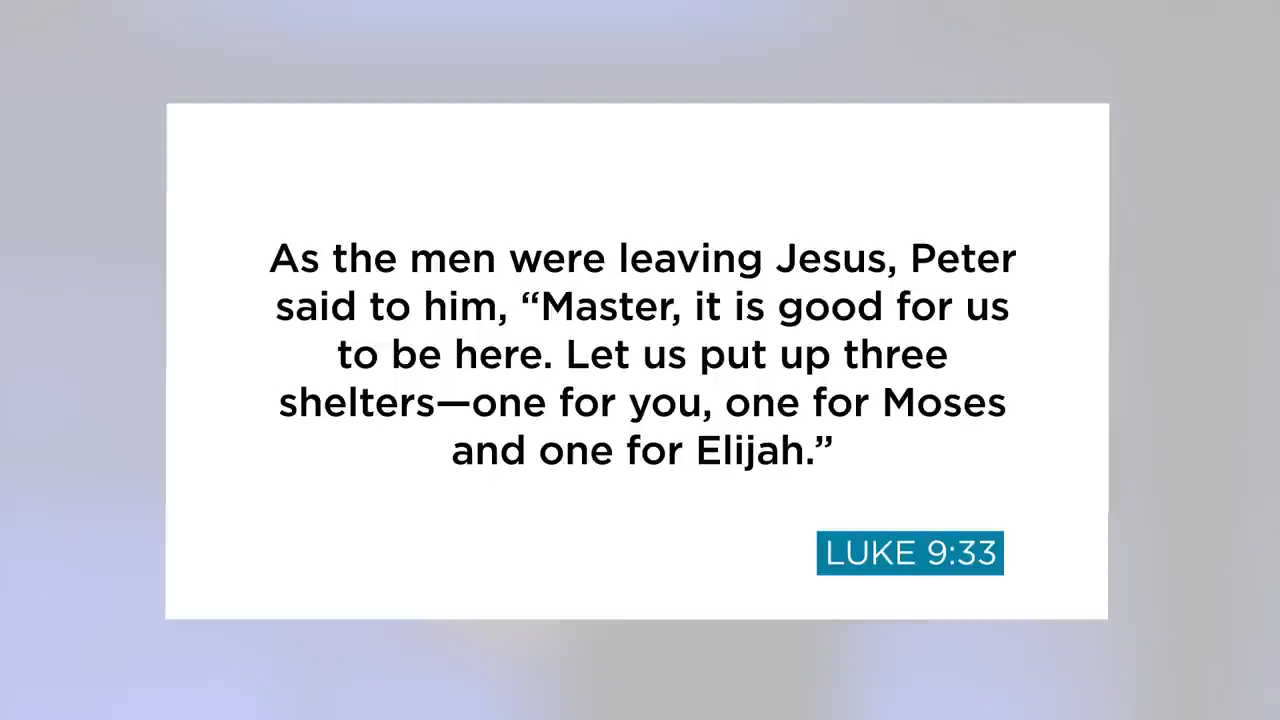 As the men were leaving Jesus, Peter
said to him, “Master, it is good for us
to be here. Let us put up three
shelters—one for you, one for Moses
and one for Elijah.”
LUKE 9:33